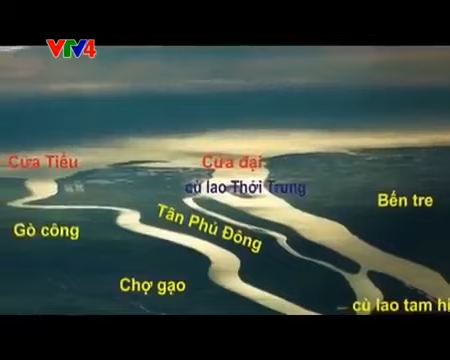 VTV4
Cửa Tiểu
Cửa đại
cù lao Thới Trung
Bến tre
Tân Phú Đông
Gò công
Chợ gạo
cù lao tam hi